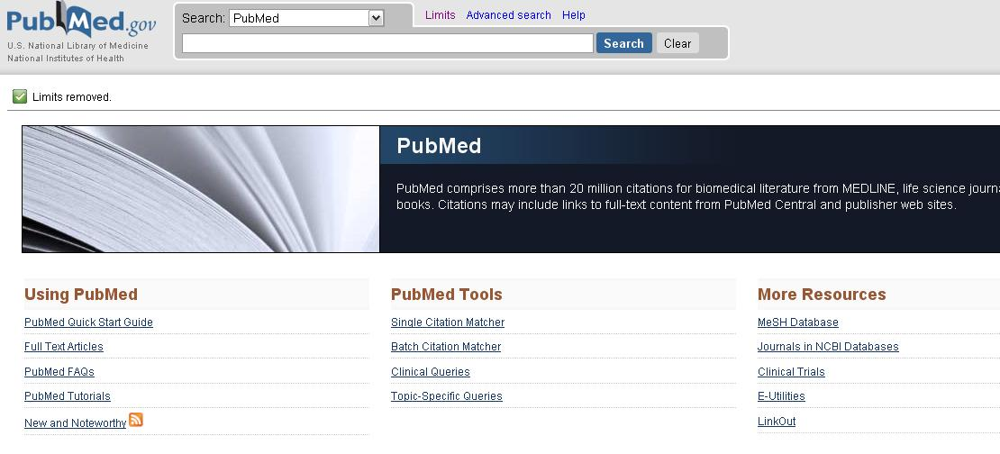 PubMed.gov
U.S. National Library of Medicine
National Institutes of Health
Search: PubMed
Limits Advanced search Help
Search Clear
Limits removed.
PubMed
PubMed comprises more than 20 million citations for biomedical literature from MEDLINE, life science journ
books. Citations may include links to full-text content from PubMed Central and publisher web sites.
Using PubMed
PubMed Quick Start Guide
Full Text Articles
PubMed FAQs
PubMed Tutorials
New and Noteworthy
PubMed Tools
Single Citation Matcher
Batch Citation Matcher
Clinical Queries
Topic-Specific Queries
More Resources
MeSH Database
Journals in NCBI Databases
Clinical Trials
E-Utilities
LinkOut